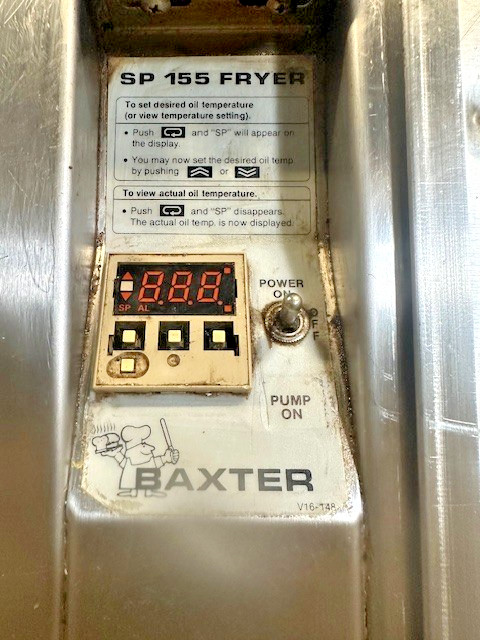 SP 155 FRYER
To set desired oil temperature
(or view temperature setting).
• Push and "SP" will appear on
the display.
• You may now set the desired oil temp.
by pushing or
To view actual oil temperature.
• Push and "SP" disappears.
The actual oil temp. is now displayed.
8.8.8.
SP AL
POWER
ON
OFF
PUMP
ON
BAXTER
V16-148